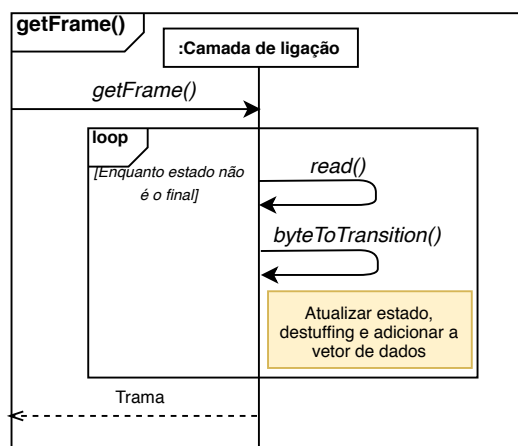 getFrame()
:Camada de ligação
getFrame()
loop
[Enquanto estado não
é o final]
read()
byteToTransition()
Atualizar estado,
destuffing e adicionar a
vetor de dados
Trama